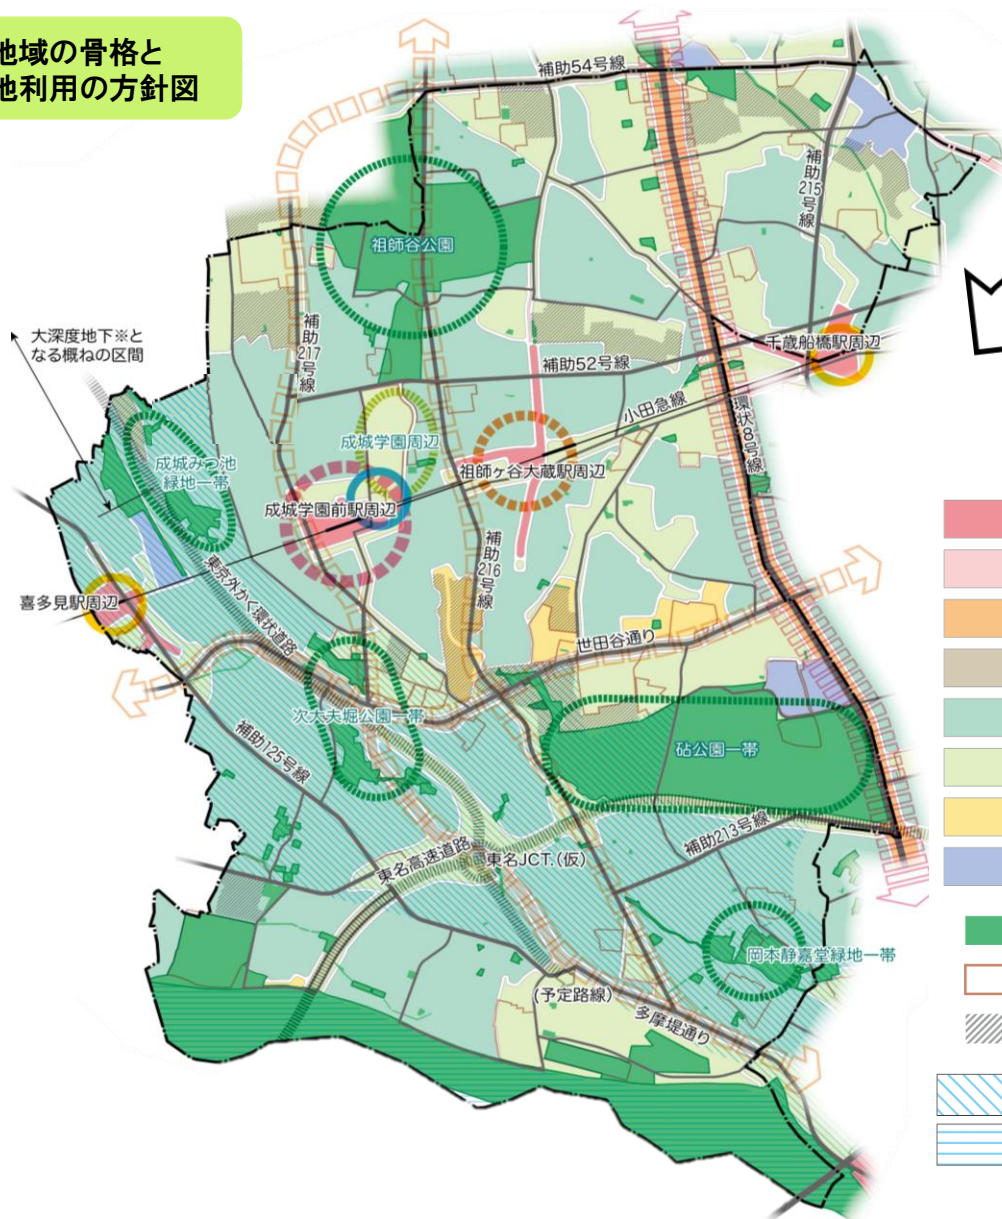 地域の骨格と
地利用の方針図
補助54号線
補助215号線
祖師谷公園
大深度地下※と
なる概ねの区間
補助217号線
千歳船橋駅周辺
補助52号線
小田急線
環状8号線
成城学園周辺
成城みつ池
緑地一帯
祖師ヶ谷大蔵駅周辺
成城学園前駅周辺
補助216号線
喜多見駅周辺
東京外かく環状道路
世田谷通り
次大夫堀公園一帯
砧公園一帯
補助125号線
補助213号線
東名高速道路
東名JCT.(仮)
岡本静嘉堂緑地一帯
(予定路線)
多摩堤通り